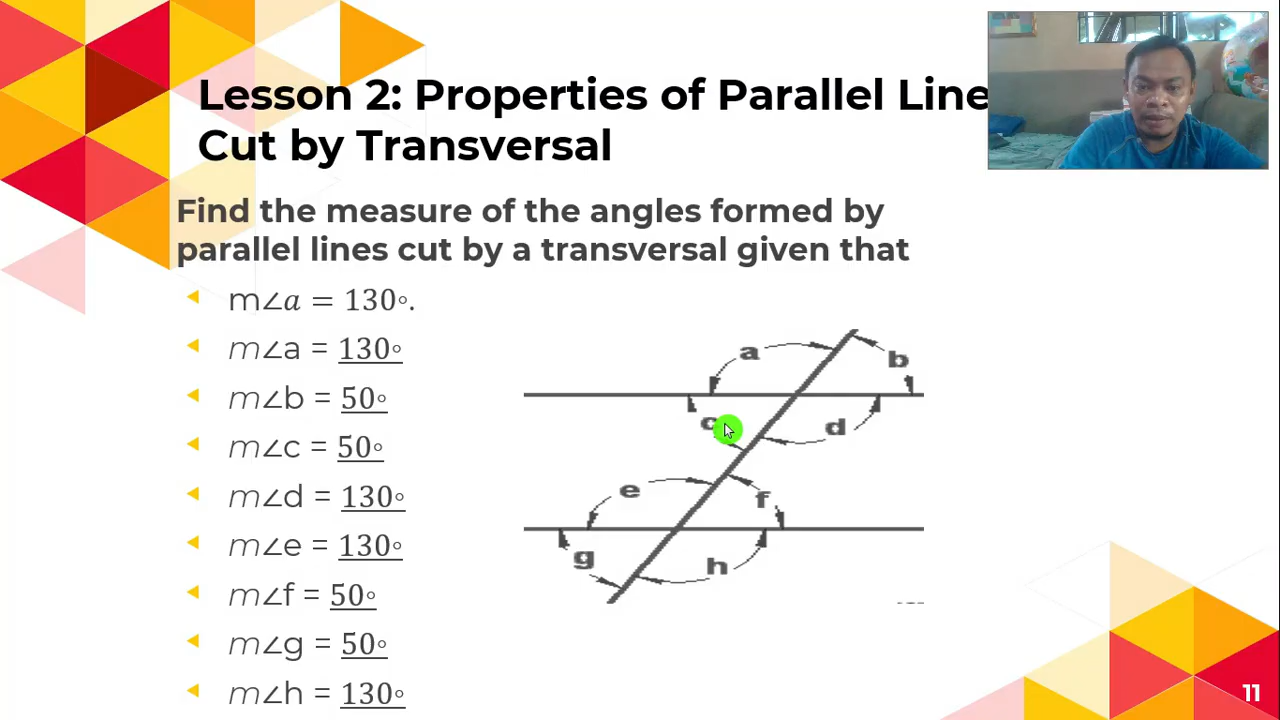 Lesson 2: Properties of Parallel Line
Cut by Transversal
Find the measure of the angles formed by
parallel lines cut by a transversal given that
m∠a = 130°.
m∠a = 130°
m∠b = 50°
m∠c = 50°
m∠d = 130°
m∠e = 130°
m∠f = 50°
m∠g = 50°
m∠h = 130°
a
b
c
d
e
f
g
h
11